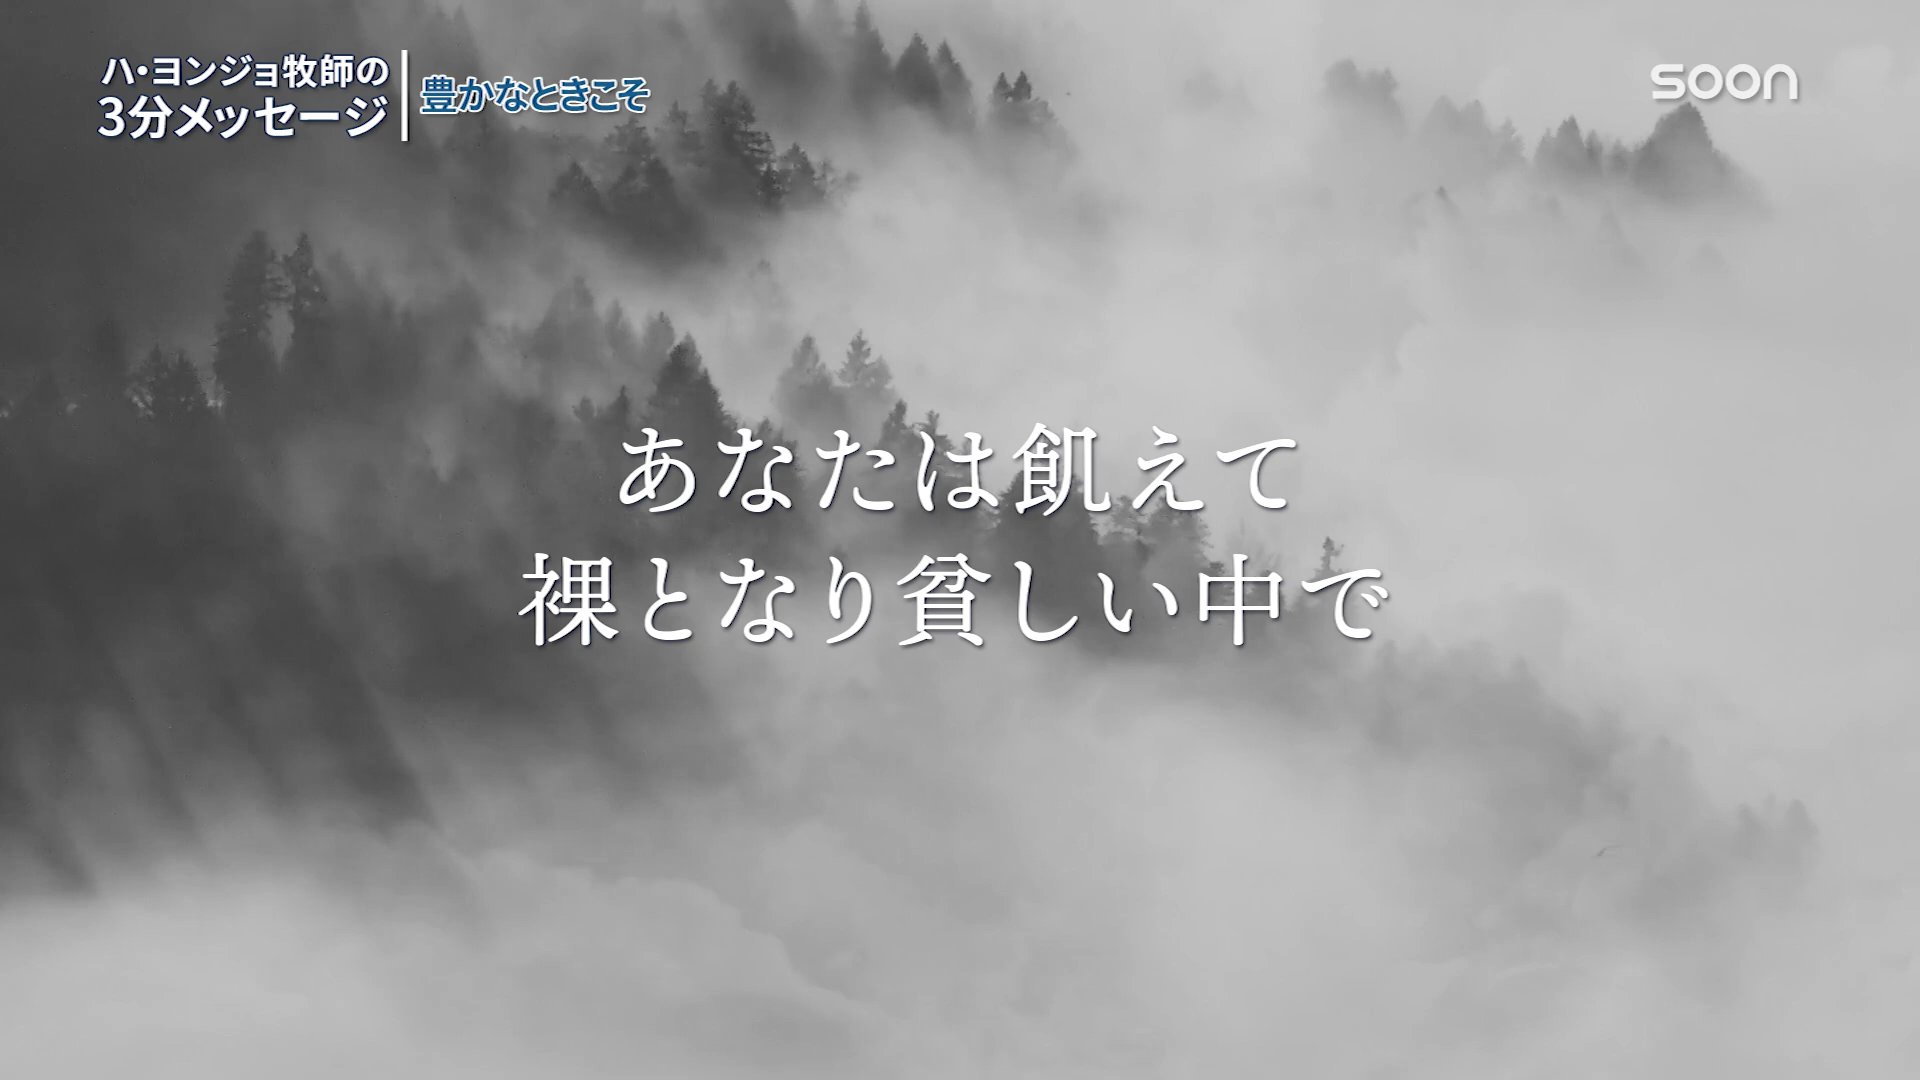 ハ・ヨンジョ牧師の
3分メッセージ
豊かなときこそ
soon
あなたは飢えて
裸となり貧しい中で